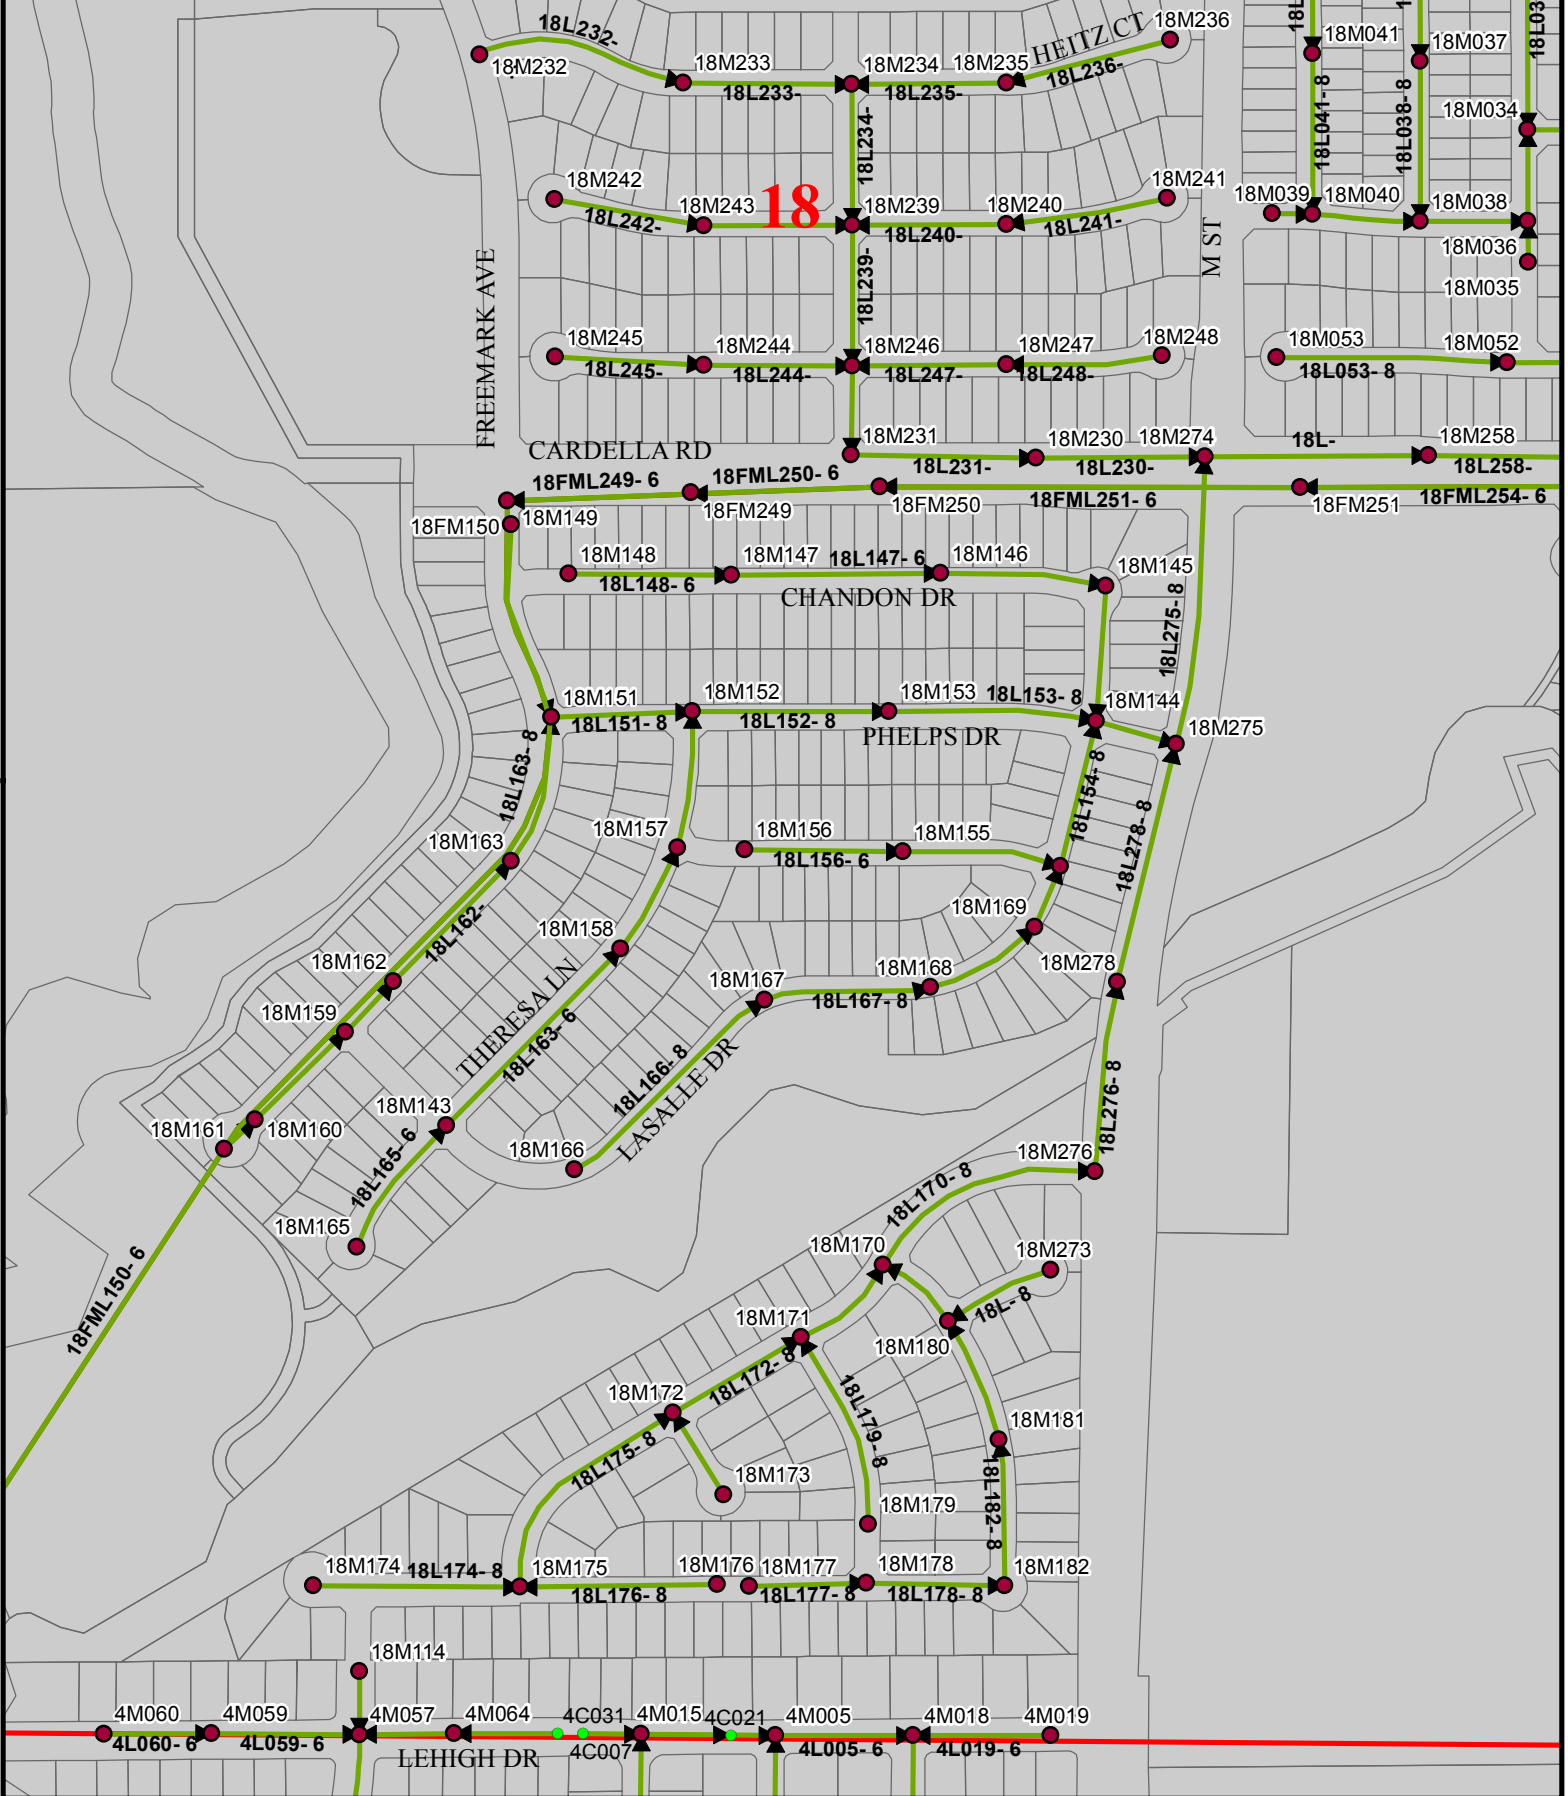 18L232-
HEITZ CT
18M236
18L
18L03
18M232
18M233
18M234
18M235
18M041
18M037
18L233-
18L235-
18L236-
18M034
18L234-
18L041- 8
18L038- 8
18M242
18M243
18
18M239
18M240
18M241
18M039
18M040
18M038
18L242-
18L240-
18L241-
M ST
18M036
18M035
FREEMARK AVE
18L239-
18M245
18M244
18M246
18M247
18M248
18M053
18M052
18L245-
18L244-
18L247-
18L248-
18L053- 8
CARDELLA RD
18M231
18M230
18M274
18L-
18M258
18L231-
18L230-
18L258-
18FML249- 6
18FML250- 6
18FML251- 6
18FML254- 6
18FM150
18M149
18FM249
18FM250
18FM251
18M148
18M147
18L147- 6
18M146
18M145
18L148- 6
CHANDON DR
18L275- 8
18M151
18M152
18M153
18L153- 8
18M144
18L151- 8
18L152- 8
PHELPS DR
18M275
18L163- 8
18L154- 8
18M163
18M157
18M156
18M155
18L156- 6
18L278- 8
18L162-
18M158
18M169
18M162
18M167
18M168
18M278
18M159
THERESA LN
18L163- 6
18L167- 8
18L166- 8
LASALLE DR
18M161
18M160
18M143
18M166
18L165- 6
18L276- 8
18M276
18L170- 8
18M165
18M170
18M273
18FML150- 6
18L- 8
18M171
18M180
18L172- 8
18M172
18L179- 8
18M181
18L175- 8
18M173
18L182- 8
18M179
18M174
18L174- 8
18M175
18M176
18M177
18M178
18M182
18L176- 8
18L177- 8
18L178- 8
18M114
4M060
4M059
4M057
4M064
4C031
4M015
4C021
4M005
4M018
4M019
4L060- 6
4L059- 6
LEHIGH DR
4C007
4L005- 6
4L019- 6